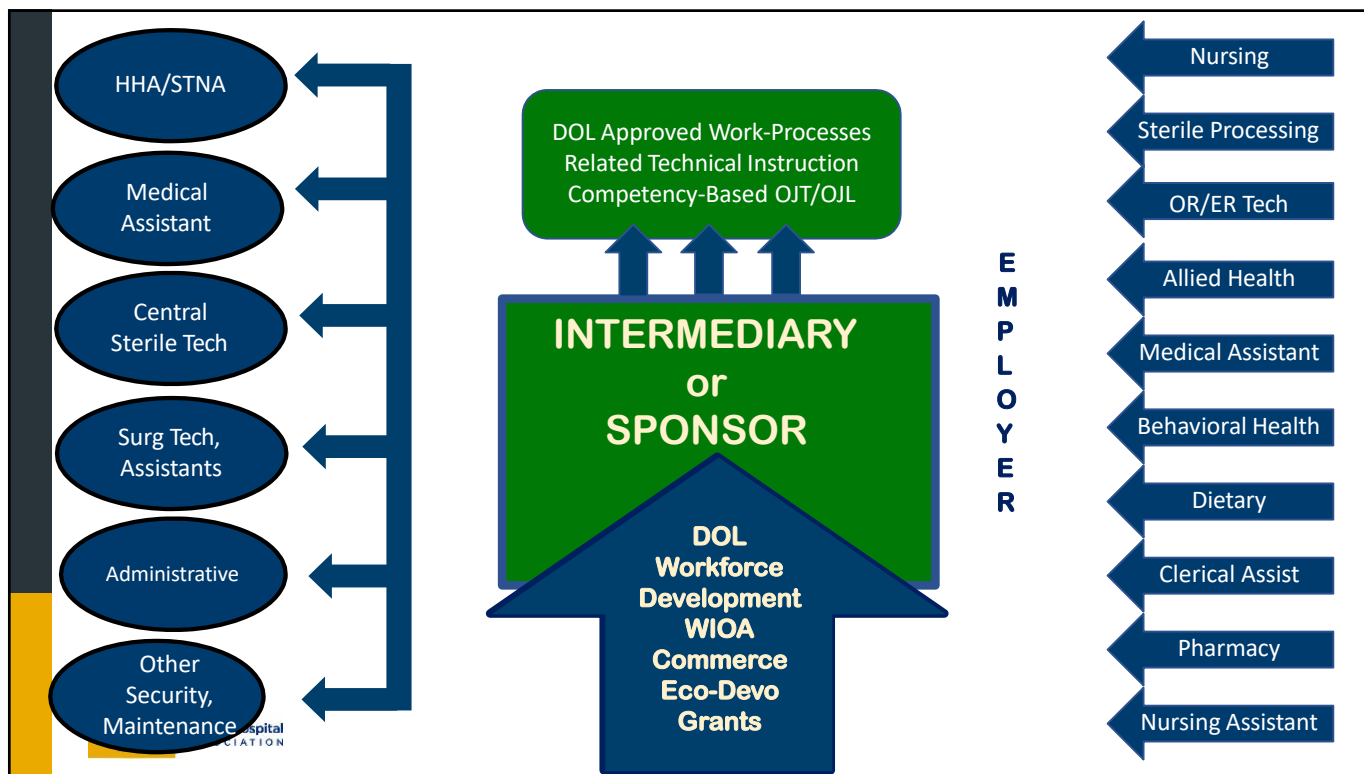 HHA/STNA
Medical
Assistant
Central
Sterile Tech
Surg Tech,
Assistants
Administrative
Other
Security,
Maintenance
DOL Approved Work-Processes
Related Technical Instruction
Competency-Based OJT/OJL
INTERMEDIARY
or
SPONSOR
DOL
Workforce
Development
WIOA
Commerce
Eco-Devo
Grants
E
M
P
L
O
Y
E
R
Nursing
Sterile Processing
OR/ER Tech
Allied Health
Medical Assistant
Behavioral Health
Dietary
Clerical Assist
Pharmacy
Nursing Assistant